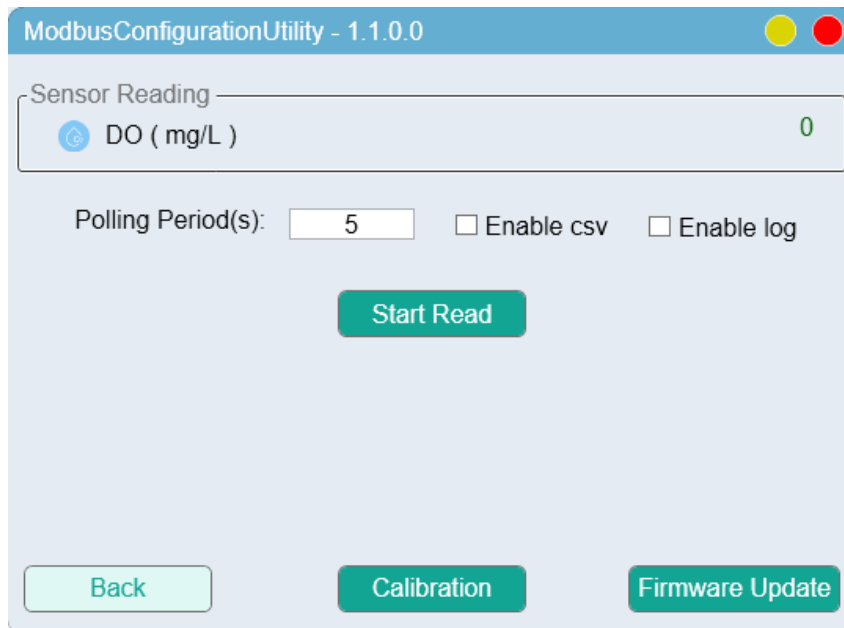 ModbusConfigurationUtility - 1.1.0.0
Sensor Reading
DO ( mg/L ) 0
Polling Period(s): 5 Enable csv Enable log
Start Read
Back Calibration Firmware Update